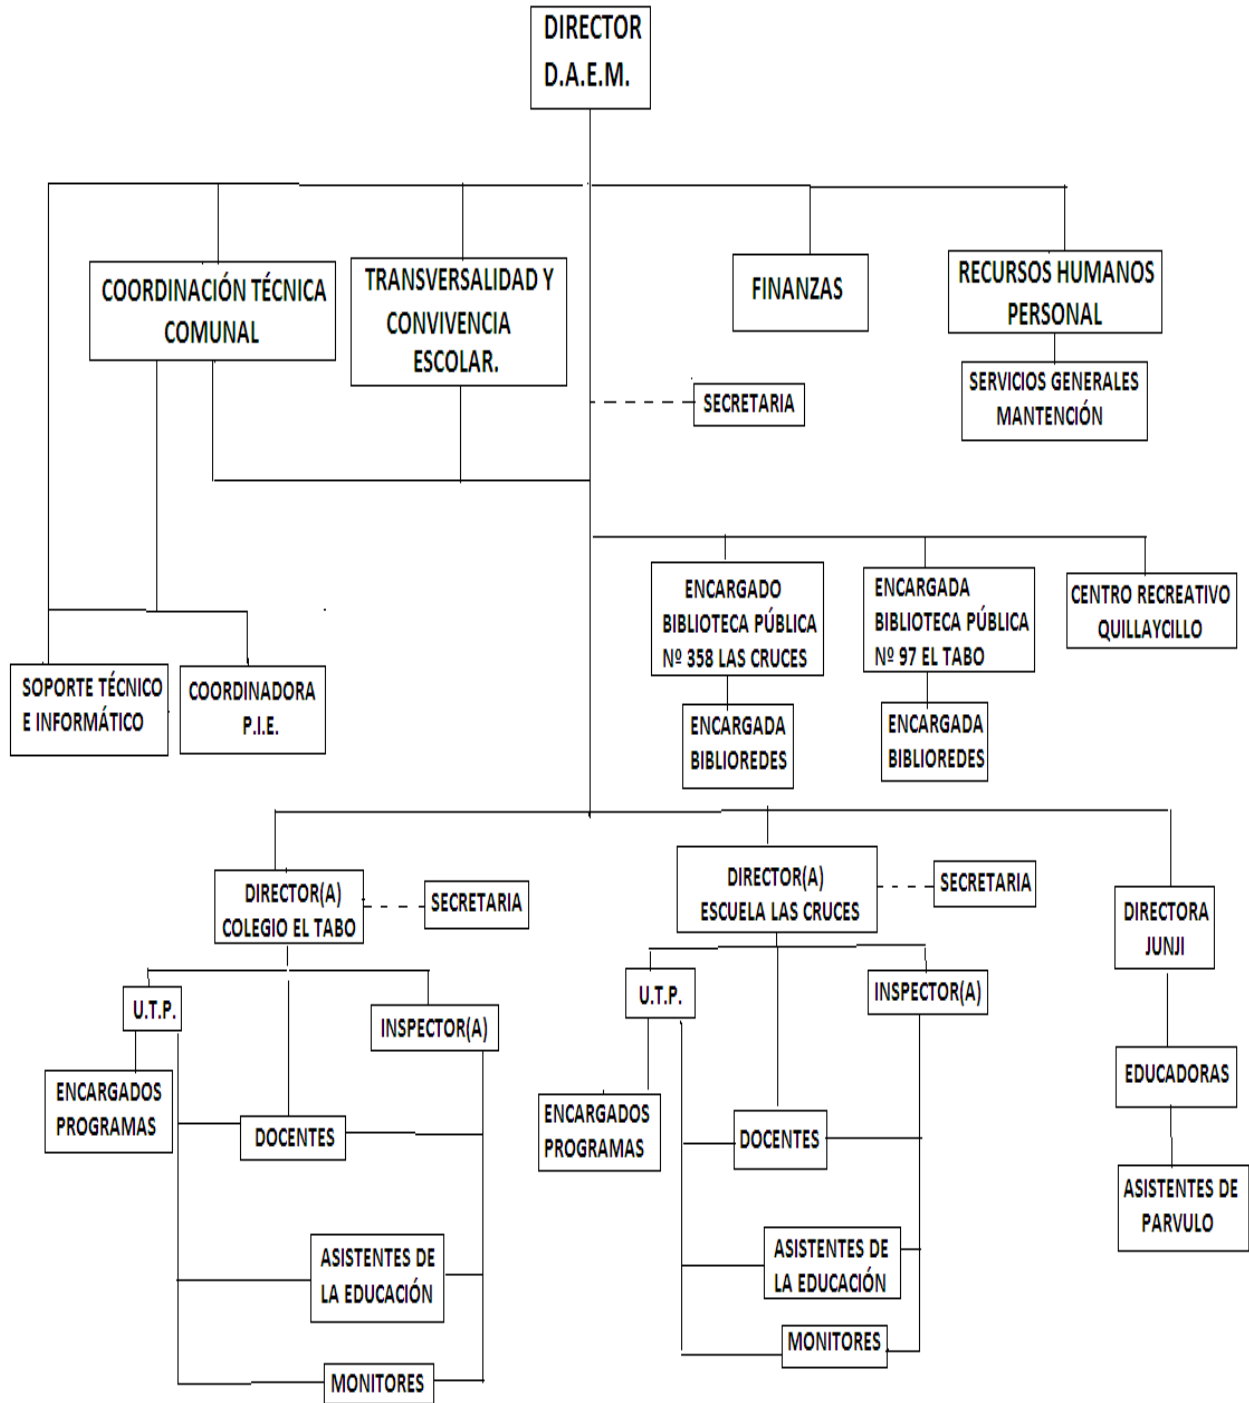 DIRECTOR
D.A.E.M.
COORDINACIÓN TÉCNICA
COMUNAL
TRANSVERSALIDAD Y
CONVIVENCIA
ESCOLAR.
FINANZAS
RECURSOS HUMANOS
PERSONAL
SERVICIOS GENERALES
MANTENCIÓN
SECRETARIA
ENCARGADO
BIBLIOTECA PÚBLICA
Nº 358 LAS CRUCES
ENCARGADA
BIBLIOTECA PÚBLICA
Nº 97 EL TABO
CENTRO RECREATIVO
QUILLAYCILLO
SOPORTE TÉCNICO
E INFORMÁTICO
COORDINADORA
P.I.E.
ENCARGADA
BIBLIOREDES
ENCARGADA
BIBLIOREDES
DIRECTOR(A)
COLEGIO EL TABO
SECRETARIA
DIRECTOR(A)
ESCUELA LAS CRUCES
SECRETARIA
DIRECTORA
JUNJI
U.T.P.
INSPECTOR(A)
U.T.P.
INSPECTOR(A)
ENCARGADOS
PROGRAMAS
DOCENTES
ENCARGADOS
PROGRAMAS
DOCENTES
EDUCADORAS
ASISTENTES DE
PARVULO
ASISTENTES DE
LA EDUCACIÓN
ASISTENTES DE
LA EDUCACIÓN
MONITORES
MONITORES